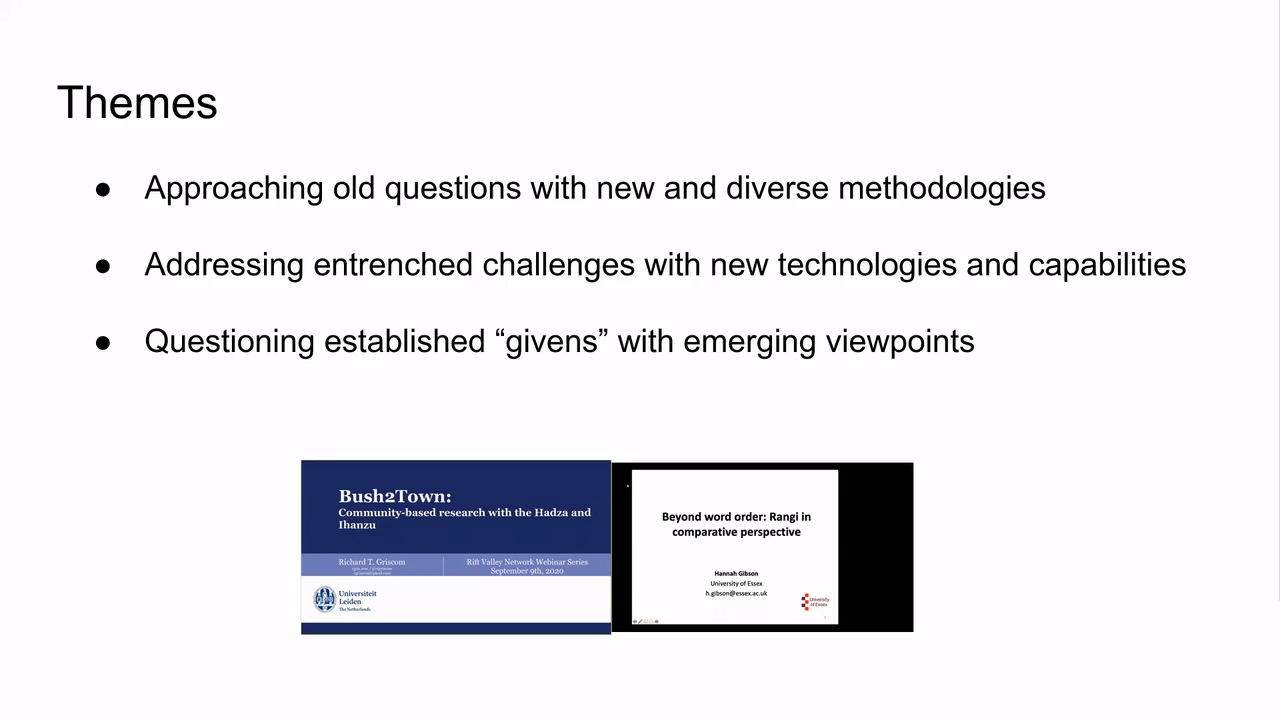 Themes
● Approaching old questions with new and diverse methodologies
● Addressing entrenched challenges with new technologies and capabilities
● Questioning established “givens” with emerging viewpoints
Bush2Town:
Community-based research with the Hadza and
Ihanzu
Richard T. Griscom
Rift Valley Network Webinar Series
September 9th, 2020
Universiteit
Leiden
The Netherlands
Beyond word order: Rangi in
comparative perspective
Hannah Gibson
University of Essex
h.gibson@essex.ac.uk
University
of Essex